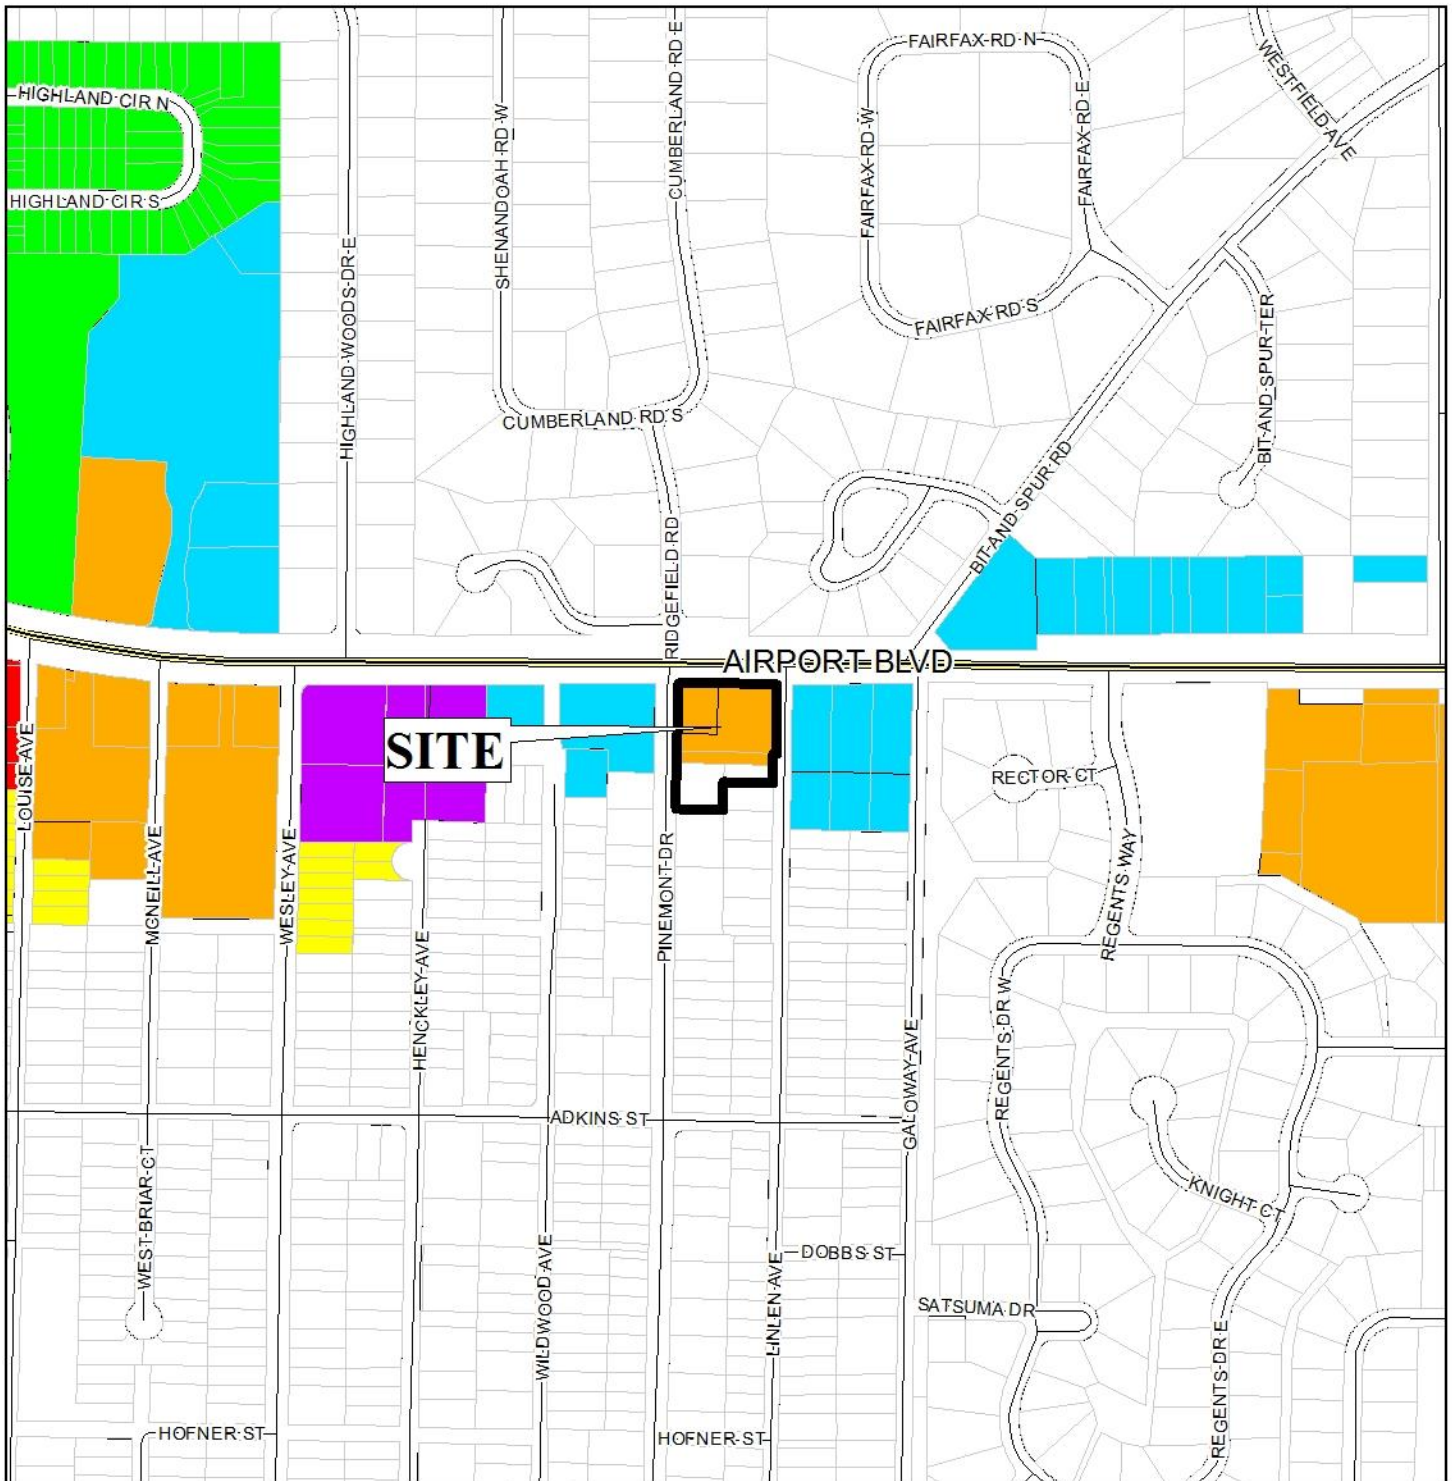 FAIRFAX RD N
WESTFIELD AVE
CUMBERLAND RD E
HIGHLAND CIR N
SHENANDOAH RD W
FAIRFAX RD W
FAIRFAX RD E
HIGHLAND CIR S
HIGHLAND WOODS DR E
FAIRFAX RD S
BIT AND SPUR TER
CUMBERLAND RD S
BIT AND SPUR RD
RIDGEFIELD RD
AIRPORT BLVD
SITE
LOUISE AVE
RECTOR CT
MCNEILL AVE
WESLEY AVE
PINEMONT DR
REGENTS WAY
HENCKLEY AVE
REGENTS DR W
GALOWAY AVE
ADKINS ST
WEST BRIAR CT
KNIGHT CT
WILDWOOD AVE
DOBBS ST
LINLEN AVE
SATSUMA DR
REGENTS DR E
HOFNER ST
HOFNER ST